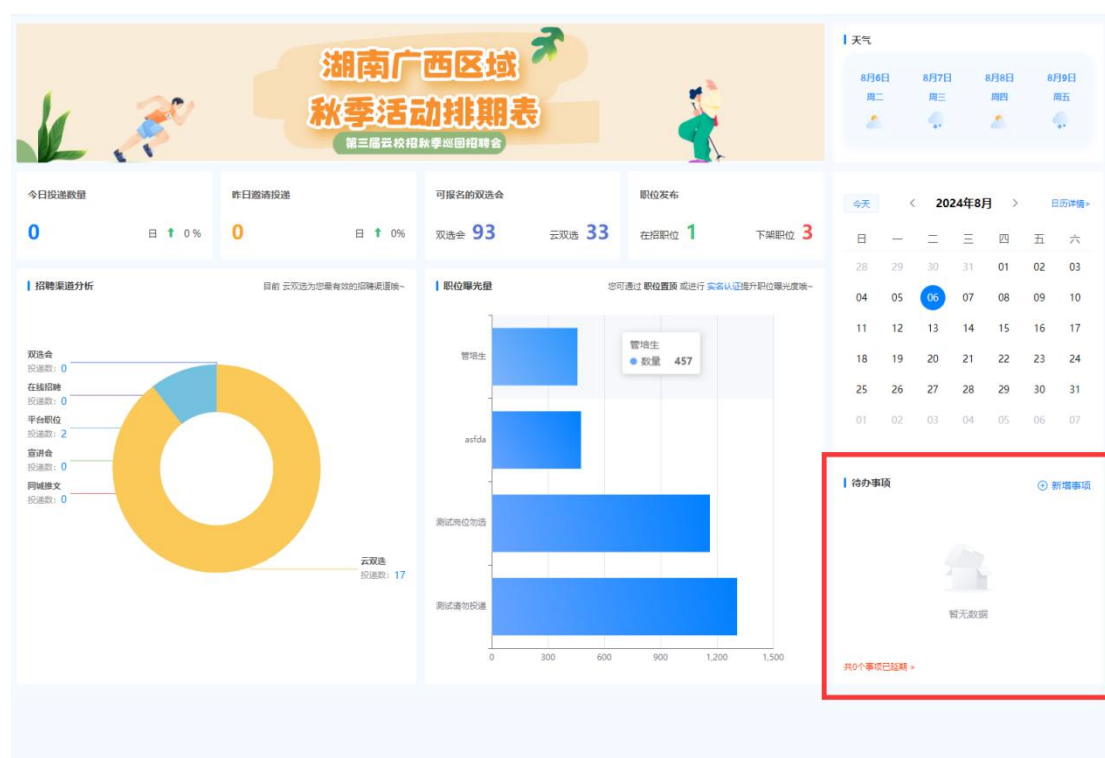 湖南广西区域
秋季活动排期表
第三届云校招秋季巡回招聘会
天气
8月6日 8月7日 8月8日 8月9日
周二 周三 周四 周五
今日投递数量
0 日 0 %
昨日邀请投递
0 日 0%
可报名的双选会
双选会 93 云双选 33
职位发布
在招职位 1 下架职位 3
今天 < 2024年8月 > 日历详情»
日 一 二 三 四 五 六
28 29 30 31 01 02 03
04 05 06 07 08 09 10
11 12 13 14 15 16 17
18 19 20 21 22 23 24
25 26 27 28 29 30 31
01 02 03 04 05 06 07
招聘渠道分析 目前 云双选为您最有效的招聘渠道哦~
双选会
投递数: 0
在线招聘
投递数: 0
平台职位
投递数: 2
宣讲会
投递数: 0
同城推文
投递数: 0
云双选
投递数: 17
职位曝光量 您可通过 职位置顶 或进行 实名认证提升职位曝光度哦~
管培生
asfda
测试岗位勿选
测试请勿投递
管培生
数量 457
0 300 600 900 1,200 1,500
待办事项 新增事项
暂无数据
共0个事项已延期 »